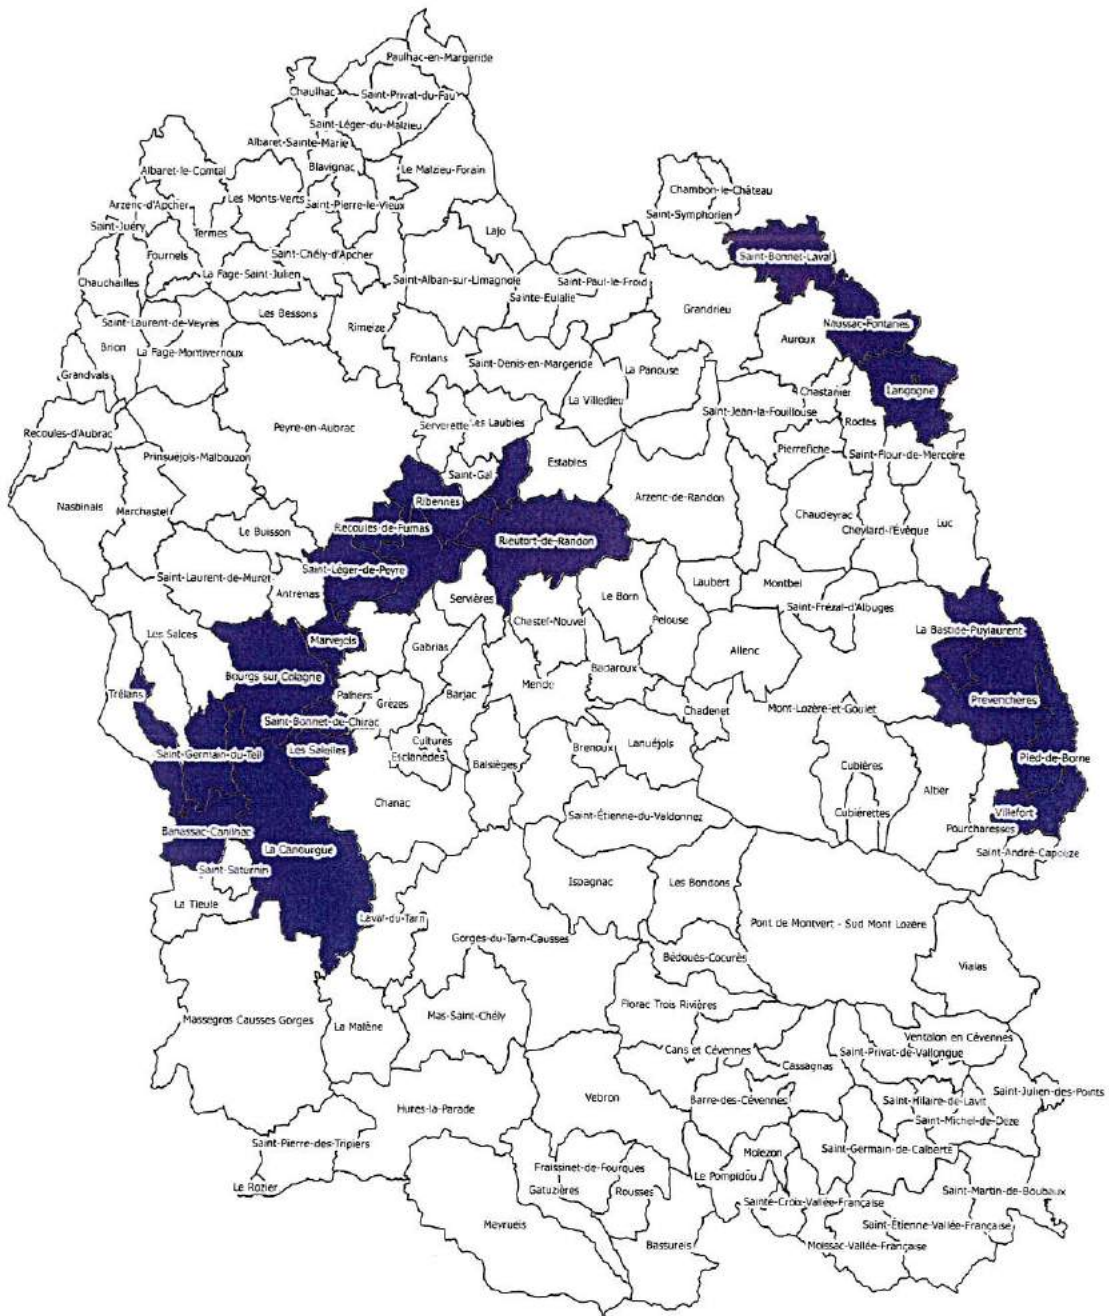 Paulhac-en-Margeride
Chaulhac
Saint-Privat-du-Fau
Saint-Léger-du-Malzieu
Albaret-Sainte-Marie
Blavignac
Le Malzieu-Forain
Albaret-le-Comtal
Chambon-le-Château
Les Monts-Verts
Arzenc-d'Apcher
Saint-Pierre-le-Vieux
Saint-Symphorien
Saint-Juéry
Termes
Lajo
Fournels
Saint-Chély-d'Apcher
Saint-Bonnet-Laval
La Fage-Saint-Julien
Chauchailles
Saint-Alban-sur-Limagnole
Saint-Paul-le-Froid
Sainte-Eulalie
Grandrieu
Les Bessons
Saint-Laurent-de-Veyrès
Rimeize
Naussac-Fontanes
Auroux
Brion
La Fage-Montivernoux
Fontans
Saint-Denis-en-Margeride
La Panouse
Grandvals
Langogne
Chastanier
La Villedieu
Saint-Jean-la-Fouillouse
Rocles
Serverette
Les Laubies
Peyre-en-Aubrac
Recoules-d'Aubrac
Pierrefiche
Saint-Flour-de-Mercoire
Prinsuéjols-Malbouzon
Estables
Saint-Gal
Arzenc-de-Randon
Ribennes
Nasbinals
Marchastel
Chaudeyrac
Luc
Le Buisson
Recoules-de-Fumas
Cheylard-l'Évêque
Rieutort-de-Randon
Saint-Léger-de-Peyre
Saint-Laurent-de-Muret
Laubert
Montbel
Antrenas
Servières
Le Born
Saint-Frézal-d'Albuges
Chastel-Nouvel
Pelouse
Les Salces
Marvejols
La Bastide-Puylaurent
Gabrias
Allenc
Bourgs sur Colagne
Badaroux
Mende
Trélans
Palhers
Barjac
Grèzes
Prévenchères
Mont-Lozère-et-Goulet
Chadenet
Saint-Bonnet-de-Chirac
Cultures
Les Salelles
Brenoux
Lanuéjols
Saint-Germain-du-Teil
Esclanèdes
Balsièges
Pied-de-Borne
Cubières
Altier
Chanac
Villefort
Saint-Étienne-du-Valdonnez
Cubiérettes
Banassac-Canilhac
Pourcharesses
La Canourgue
Saint-André-Capcèze
Saint-Saturnin
Ispagnac
Les Bondons
La Tieule
Laval-du-Tarn
Pont de Montvert - Sud Mont Lozère
Gorges-du-Tarn-Causses
Bédouès-Cocurès
Vialas
Florac Trois Rivières
Mas-Saint-Chély
Massegros Causses Gorges
La Malène
Ventalon en Cévennes
Cans et Cévennes
Saint-Privat-de-Vallongue
Cassagnas
Saint-Julien-des-Points
Vebron
Barre-des-Cévennes
Saint-Hilaire-de-Lavit
Hures-la-Parade
Saint-Michel-de-Dèze
Saint-Pierre-des-Tripiers
Molezon
Saint-Germain-de-Calberte
Fraissinet-de-Fourques
Le Pompidou
Le Rozier
Gatuzières
Rousses
Saint-Martin-de-Boubaux
Sainte-Croix-Vallée-Française
Meyrueis
Saint-Étienne-Vallée-Française
Bassurels
Moissac-Vallée-Française